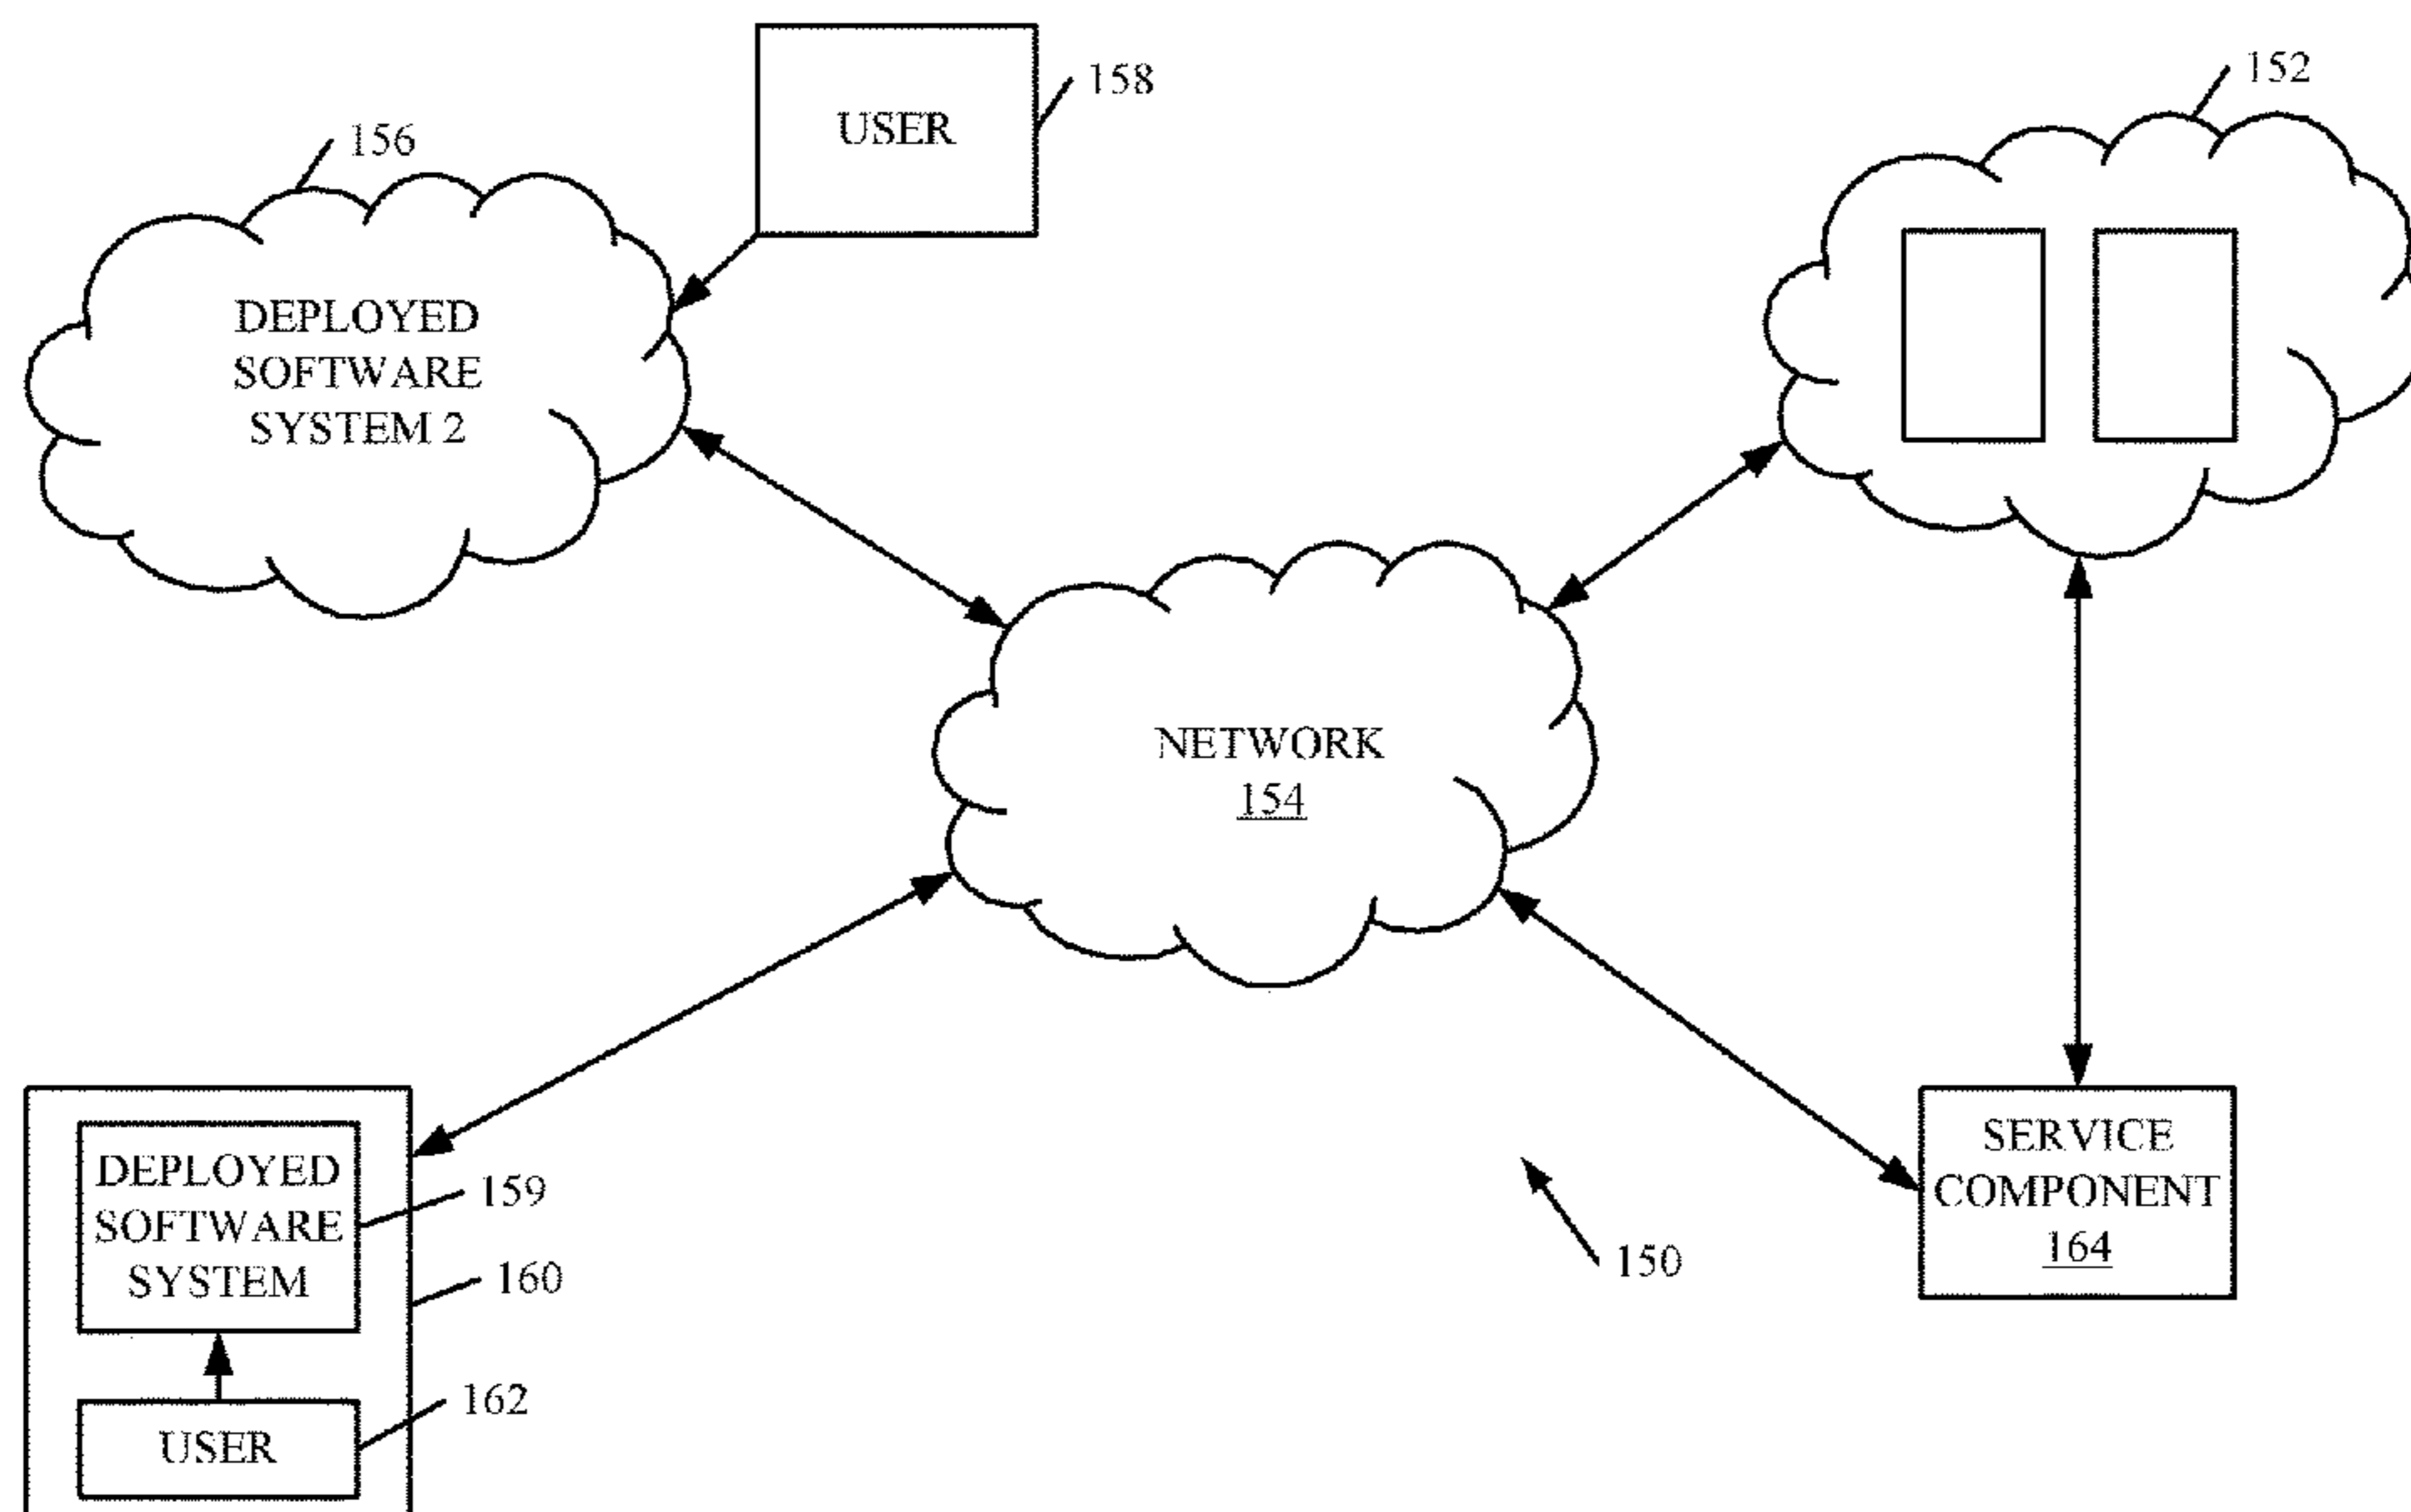 158
USER
152
156
DEPLOYED
SOFTWARE
SYSTEM 2
NETWORK
154
DEPLOYED
SOFTWARE
SYSTEM
159
160
USER
162
150
SERVICE
COMPONENT
164